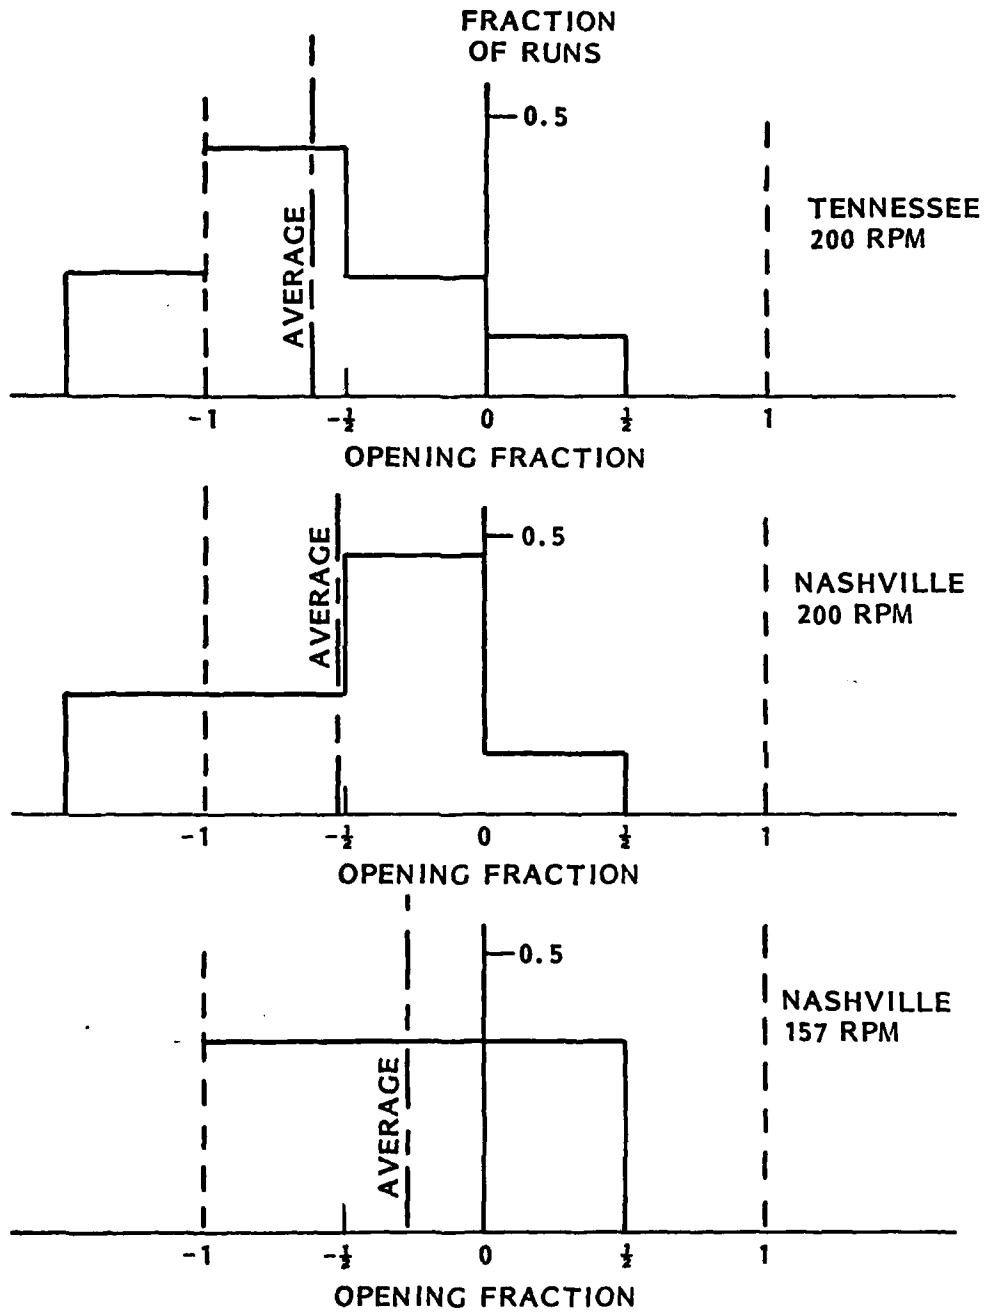 FRACTION
OF RUNS
0.5
TENNESSEE
200 RPM
AVERAGE
-1
-½
0
½
1
OPENING FRACTION
0.5
NASHVILLE
200 RPM
AVERAGE
-1
-½
0
½
1
OPENING FRACTION
0.5
NASHVILLE
157 RPM
AVERAGE
-1
-½
0
½
1
OPENING FRACTION